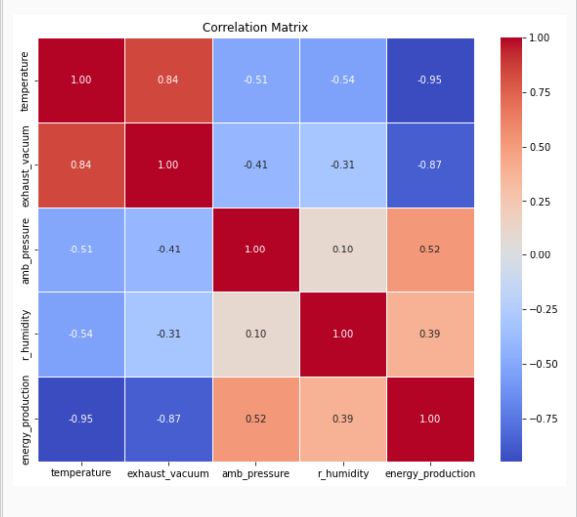 Correlation Matrix
temperature
1.00 0.84 -0.51 -0.54 -0.95
exhaust_vacuum
0.84 1.00 -0.41 -0.31 -0.87
amb_pressure
-0.51 -0.41 1.00 0.10 0.52
r_humidity
-0.54 -0.31 0.10 1.00 0.39
energy_production
-0.95 -0.87 0.52 0.39 1.00
temperature exhaust_vacuum amb_pressure r_humidity energy_production
1.00
0.75
0.50
0.25
0.00
−0.25
−0.50
−0.75